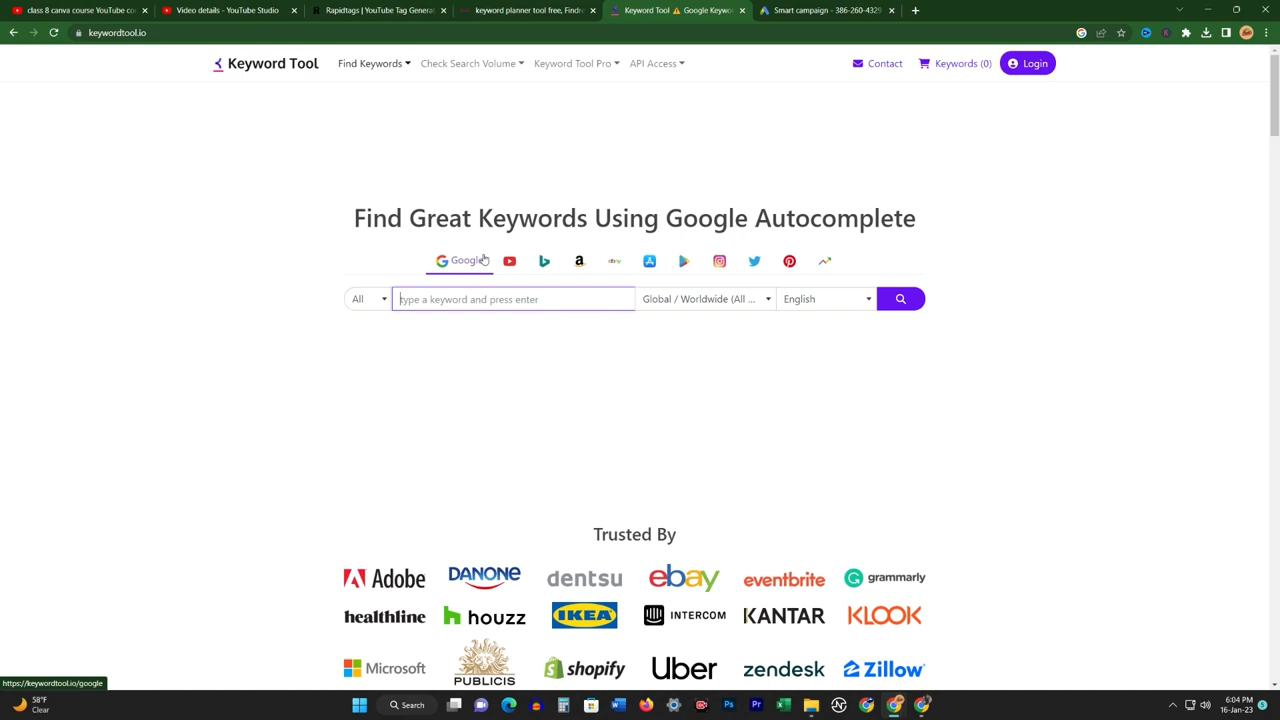 class 8 canva course YouTube co
Video details - YouTube Studio
Rapidtags | YouTube Tag Generat
keyword planner tool free, Findre
Keyword Tool ⚠ Google Keywor
Smart campaign - 386-260-4329
keywordtool.io
Keyword Tool
Find Keywords
Check Search Volume
Keyword Tool Pro
API Access
Contact
Keywords (0)
Login
Find Great Keywords Using Google Autocomplete
Google
ebay
All
Type a keyword and press enter
Global / Worldwide (All ...
English
Trusted By
Adobe
DANONE
dentsu
ebay
eventbrite
grammarly
healthline
houzz
IKEA
INTERCOM
KANTAR
KLOOK
Microsoft
PUBLICIS
shopify
Uber
zendesk
Zillow
https://keywordtool.io/google
58°F
Clear
Search
6:04 PM
16-Jan-23